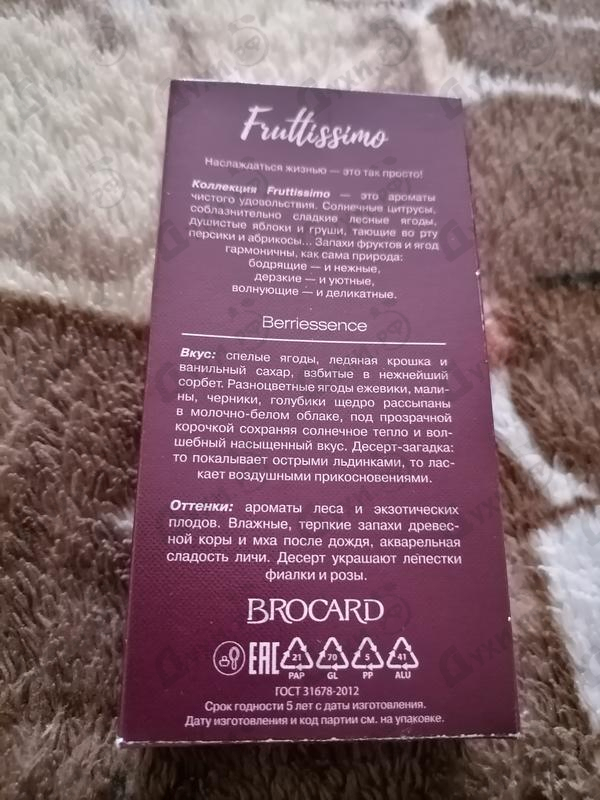 Fruttissimo
Наслаждаться жизнью — это так просто!
Коллекция Fruttissimo — это ароматы
чистого удовольствия. Солнечные цитрусы,
соблазнительно сладкие лесные ягоды,
душистые яблоки и груши, тающие во рту
персики и абрикосы... Запахи фруктов и ягод
гармоничны, как сама природа:
бодрящие — и нежные,
дерзкие — и уютные,
волнующие — и деликатные.
Berriessence
Вкус: спелые ягоды, ледяная крошка и
ванильный сахар, взбитые в нежнейший
сорбет. Разноцветные ягоды ежевики, мали-
ны, черники, голубики щедро рассыпаны
в молочно-белом облаке, под прозрачной
корочкой сохраняя солнечное тепло и вол-
шебный насыщенный вкус. Десерт-загадка:
то покалывает острыми льдинками, то лас-
кает воздушными прикосновениями.
Оттенки: ароматы леса и экзотических
плодов. Влажные, терпкие запахи древес-
ной коры и мха после дождя, акварельная
сладость личи. Десерт украшают лепестки
фиалки и розы.
BROCARD
EAC 21 70 5 41
PAP GL PP ALU
ГОСТ 31678-2012
Срок годности 5 лет с даты изготовления.
Дату изготовления и код партии см. на упаковке.